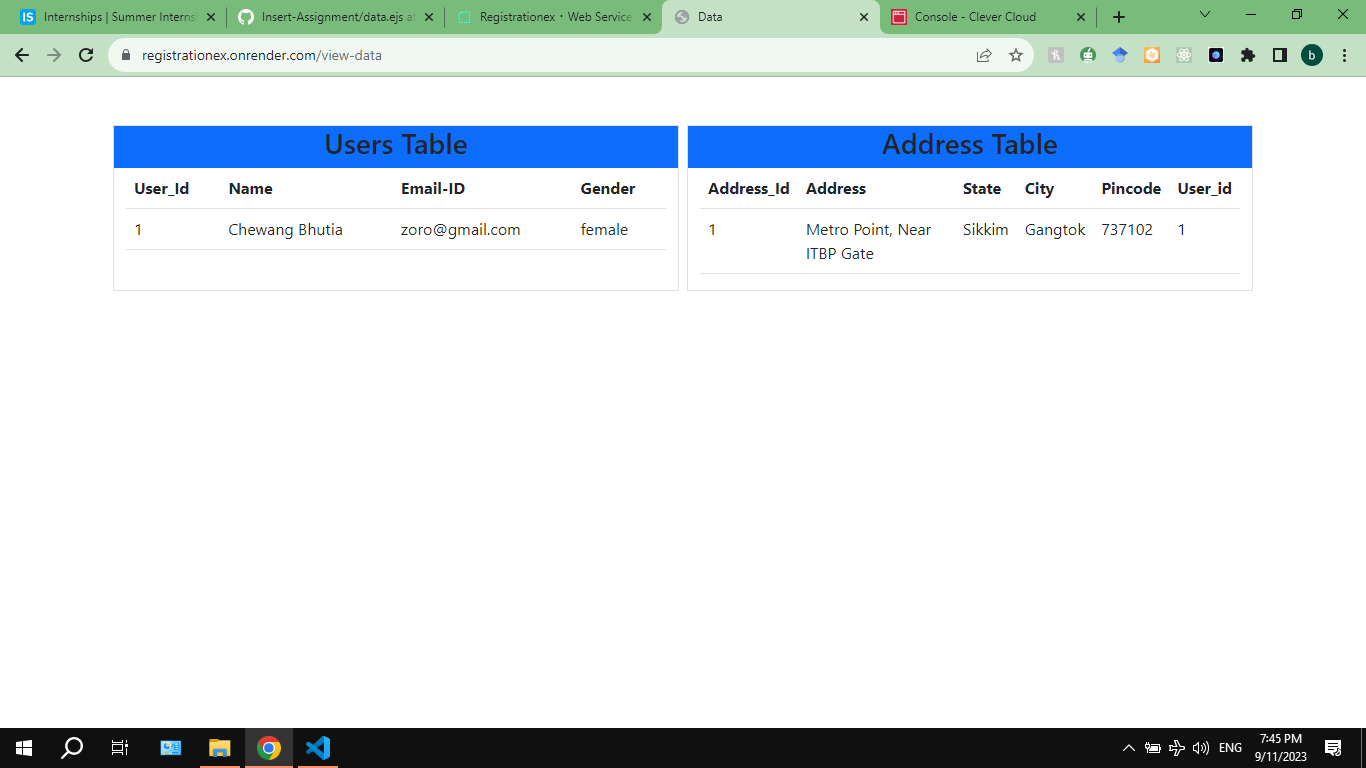 Internships | Summer Interns
Insert-Assignment/data.ejs at
Registrationex · Web Service
Data
Console - Clever Cloud
registrationex.onrender.com/view-data
b
Users Table
User_Id Name Email-ID Gender
1 Chewang Bhutia zoro@gmail.com female
Address Table
Address_Id Address State City Pincode User_id
1 Metro Point, Near Sikkim Gangtok 737102 1
ITBP Gate
ENG
7:45 PM
9/11/2023